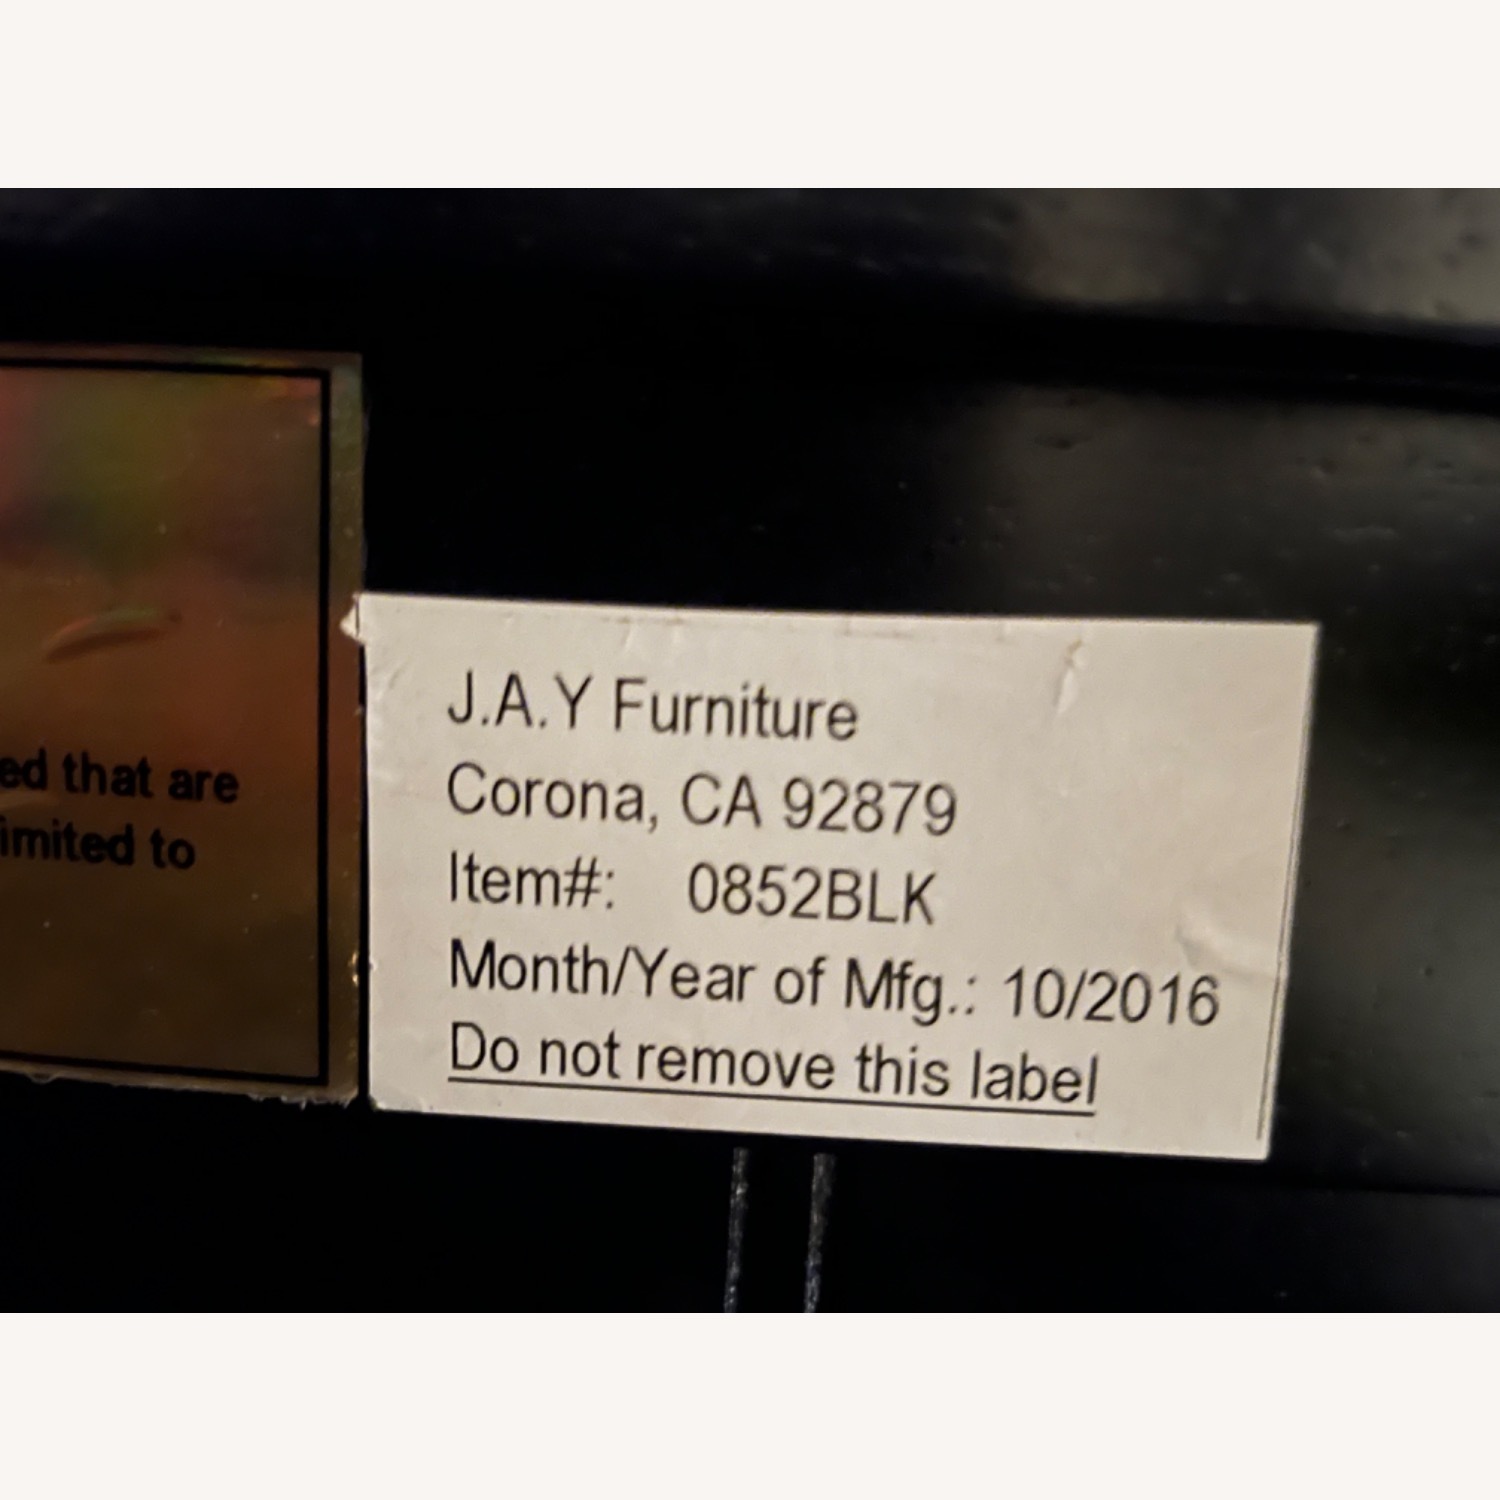 ed that are
imited to
J.A.Y Furniture
Corona, CA 92879
Item#: 0852BLK
Month/Year of Mfg.: 10/2016
Do not remove this label